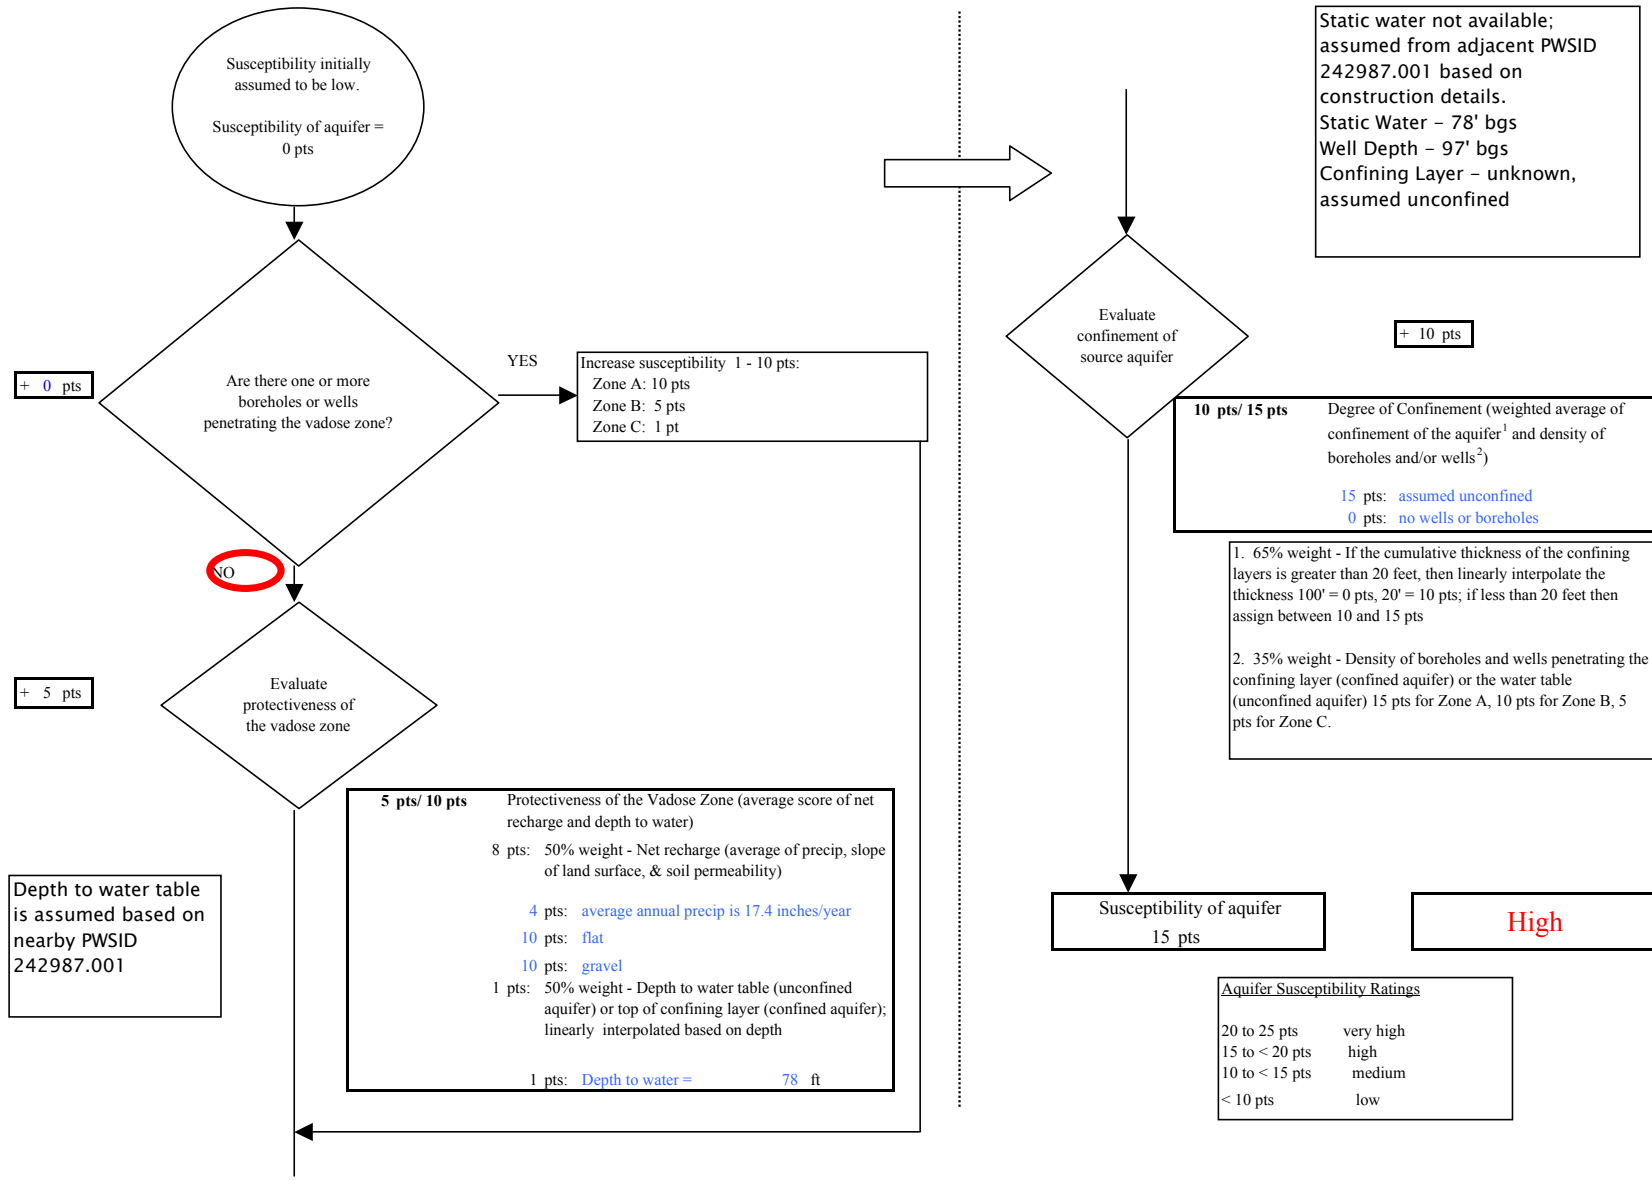 Susceptibility initially
assumed to be low.
Susceptibility of aquifer =
0 pts
+ 0 pts
Are there one or more
boreholes or wells
penetrating the vadose zone?
YES
Increase susceptibility 1 - 10 pts:
Zone A: 10 pts
Zone B: 5 pts
Zone C: 1 pt
NO
+ 5 pts
Evaluate
protectiveness of
the vadose zone
5 pts/ 10 pts Protectiveness of the Vadose Zone (average score of net
recharge and depth to water)
8 pts: 50% weight - Net recharge (average of precip, slope
of land surface, & soil permeability)
4 pts: average annual precip is 17.4 inches/year
10 pts: flat
10 pts: gravel
1 pts: 50% weight - Depth to water table (unconfined
aquifer) or top of confining layer (confined aquifer);
linearly interpolated based on depth
1 pts: Depth to water = 78 ft
Depth to water table
is assumed based on
nearby PWSID
242987.001
Static water not available;
assumed from adjacent PWSID
242987.001 based on
construction details.
Static Water – 78' bgs
Well Depth – 97' bgs
Confining Layer – unknown,
assumed unconfined
Evaluate
confinement of
source aquifer
+ 10 pts
10 pts/ 15 pts Degree of Confinement (weighted average of
confinement of the aquifer1 and density of
boreholes and/or wells2)
15 pts: assumed unconfined
0 pts: no wells or boreholes
1. 65% weight - If the cumulative thickness of the confining
layers is greater than 20 feet, then linearly interpolate the
thickness 100' = 0 pts, 20' = 10 pts; if less than 20 feet then
assign between 10 and 15 pts
2. 35% weight - Density of boreholes and wells penetrating the
confining layer (confined aquifer) or the water table
(unconfined aquifer) 15 pts for Zone A, 10 pts for Zone B, 5
pts for Zone C.
Susceptibility of aquifer
15 pts
High
Aquifer Susceptibility Ratings
20 to 25 pts very high
15 to < 20 pts high
10 to < 15 pts medium
< 10 pts low